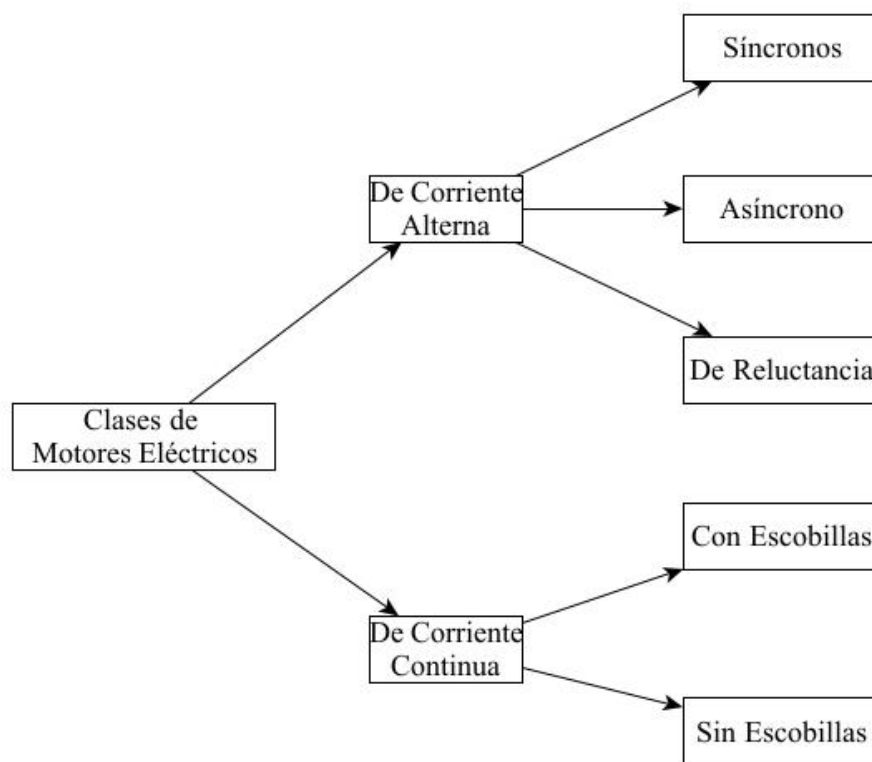 Síncronos
De Corriente
Alterna
Asíncrono
De Reluctancia
Clases de
Motores Eléctricos
Con Escobillas
De Corriente
Continua
Sin Escobillas